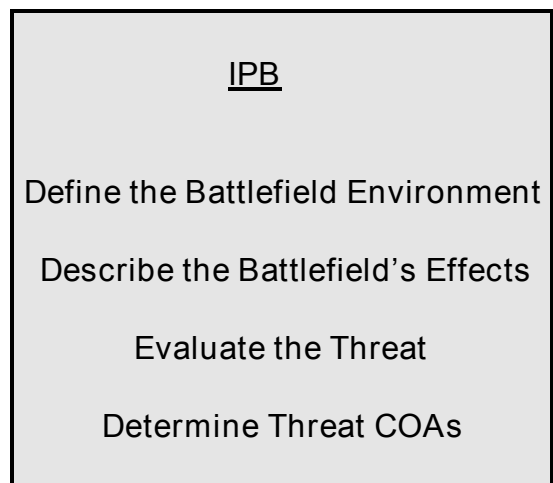 IPB
Define the Battlefield Environment
Describe the Battlefield’s Effects
Evaluate the Threat
Determine Threat COAs